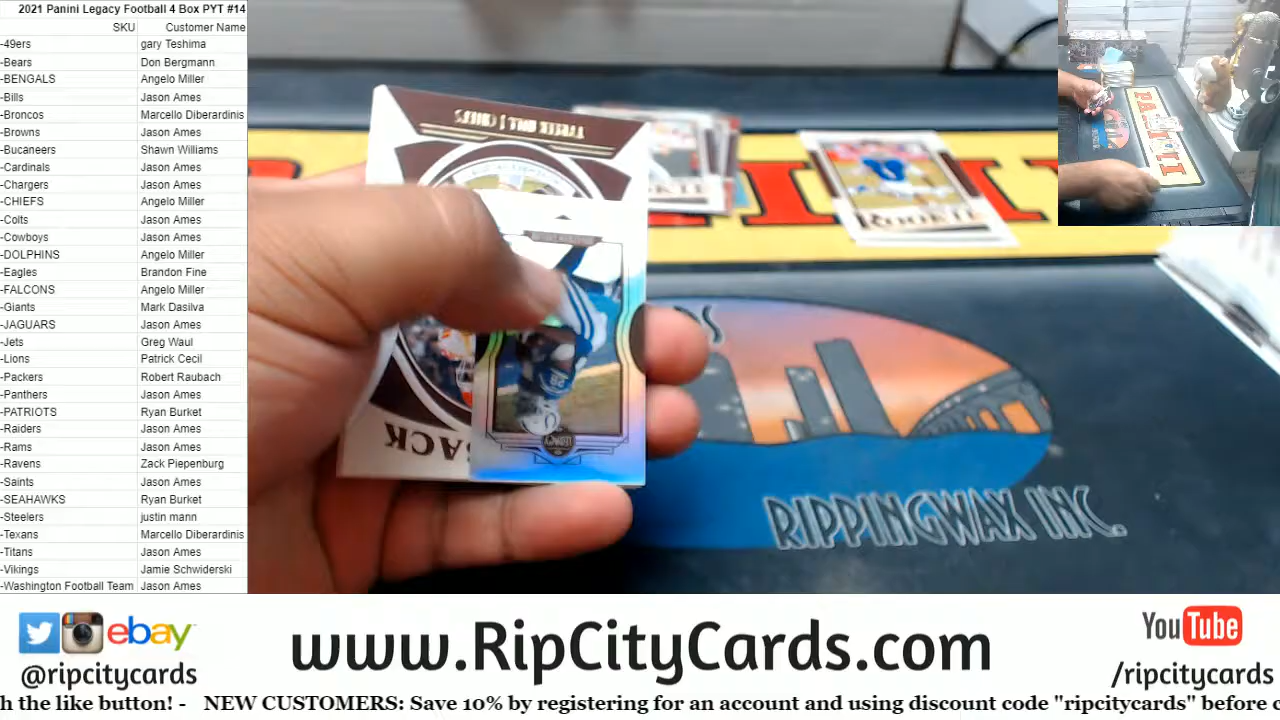 2021 Panini Legacy Football 4 Box PYT #14
SKU Customer Name
-49ers gary Teshima
-Bears Don Bergmann
-BENGALS Angelo Miller
-Bills Jason Ames
-Broncos Marcello Diberardinis
-Browns Jason Ames
-Bucaneers Shawn Williams
-Cardinals Jason Ames
-Chargers Jason Ames
-CHIEFS Angelo Miller
-Colts Jason Ames
-Cowboys Jason Ames
-DOLPHINS Angelo Miller
-Eagles Brandon Fine
-FALCONS Angelo Miller
-Giants Mark Dasilva
-JAGUARS Jason Ames
-Jets Greg Waul
-Lions Patrick Cecil
-Packers Robert Raubach
-Panthers Jason Ames
-PATRIOTS Ryan Burket
-Raiders Jason Ames
-Rams Jason Ames
-Ravens Zack Piepenburg
-Saints Jason Ames
-SEAHAWKS Ryan Burket
-Steelers justin mann
-Texans Marcello Diberardinis
-Titans Jason Ames
-Vikings Jamie Schwiderski
-Washington Football Team Jason Ames
TYREEK HILL | CHIEFS
ROOKIE
PANINI
RIPPINGWAX INC.
ebay
@ripcitycards
www.RipCityCards.com
YouTube
/ripcitycards
h the like button! - NEW CUSTOMERS: Save 10% by registering for an account and using discount code "ripcitycards" before c